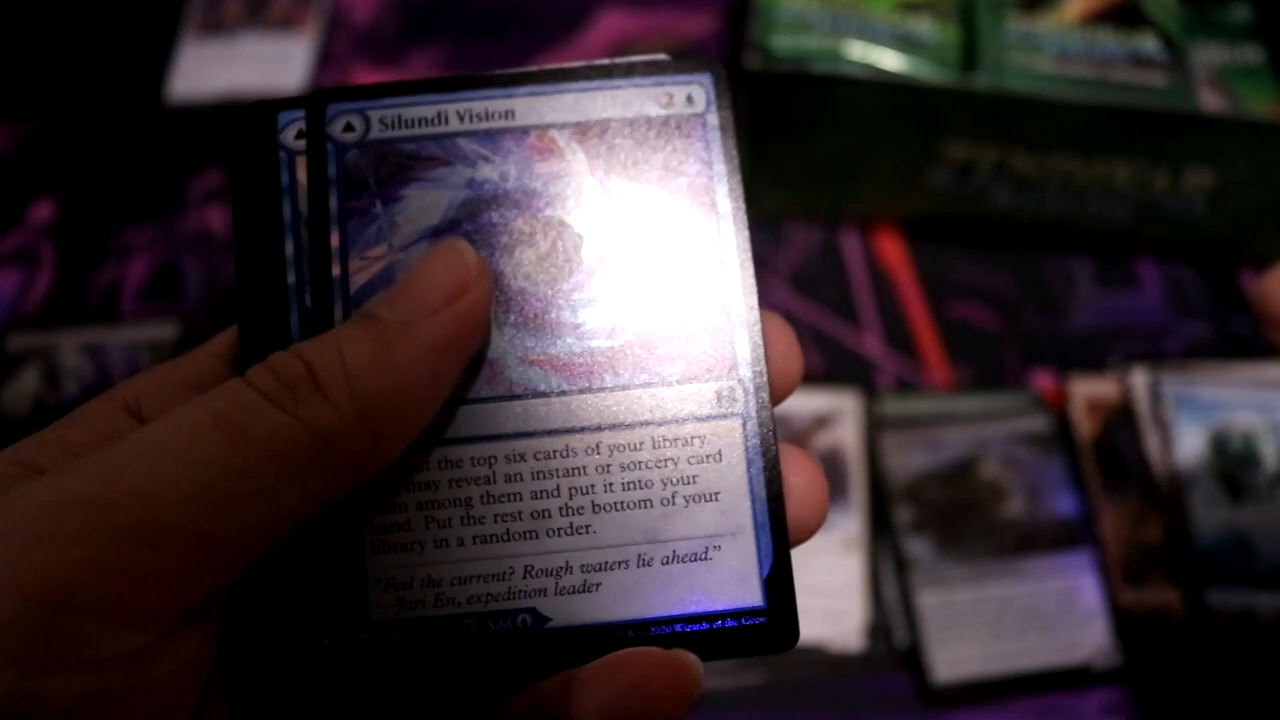 Silundi Vision 2
the top six cards of your library.
may reveal an instant or sorcery card
among them and put it into your
hand. Put the rest on the bottom of your
library in a random order.
"Feel the current? Rough waters lie ahead."
—Jori En, expedition leader
Add
2020 Wizards of the Coast